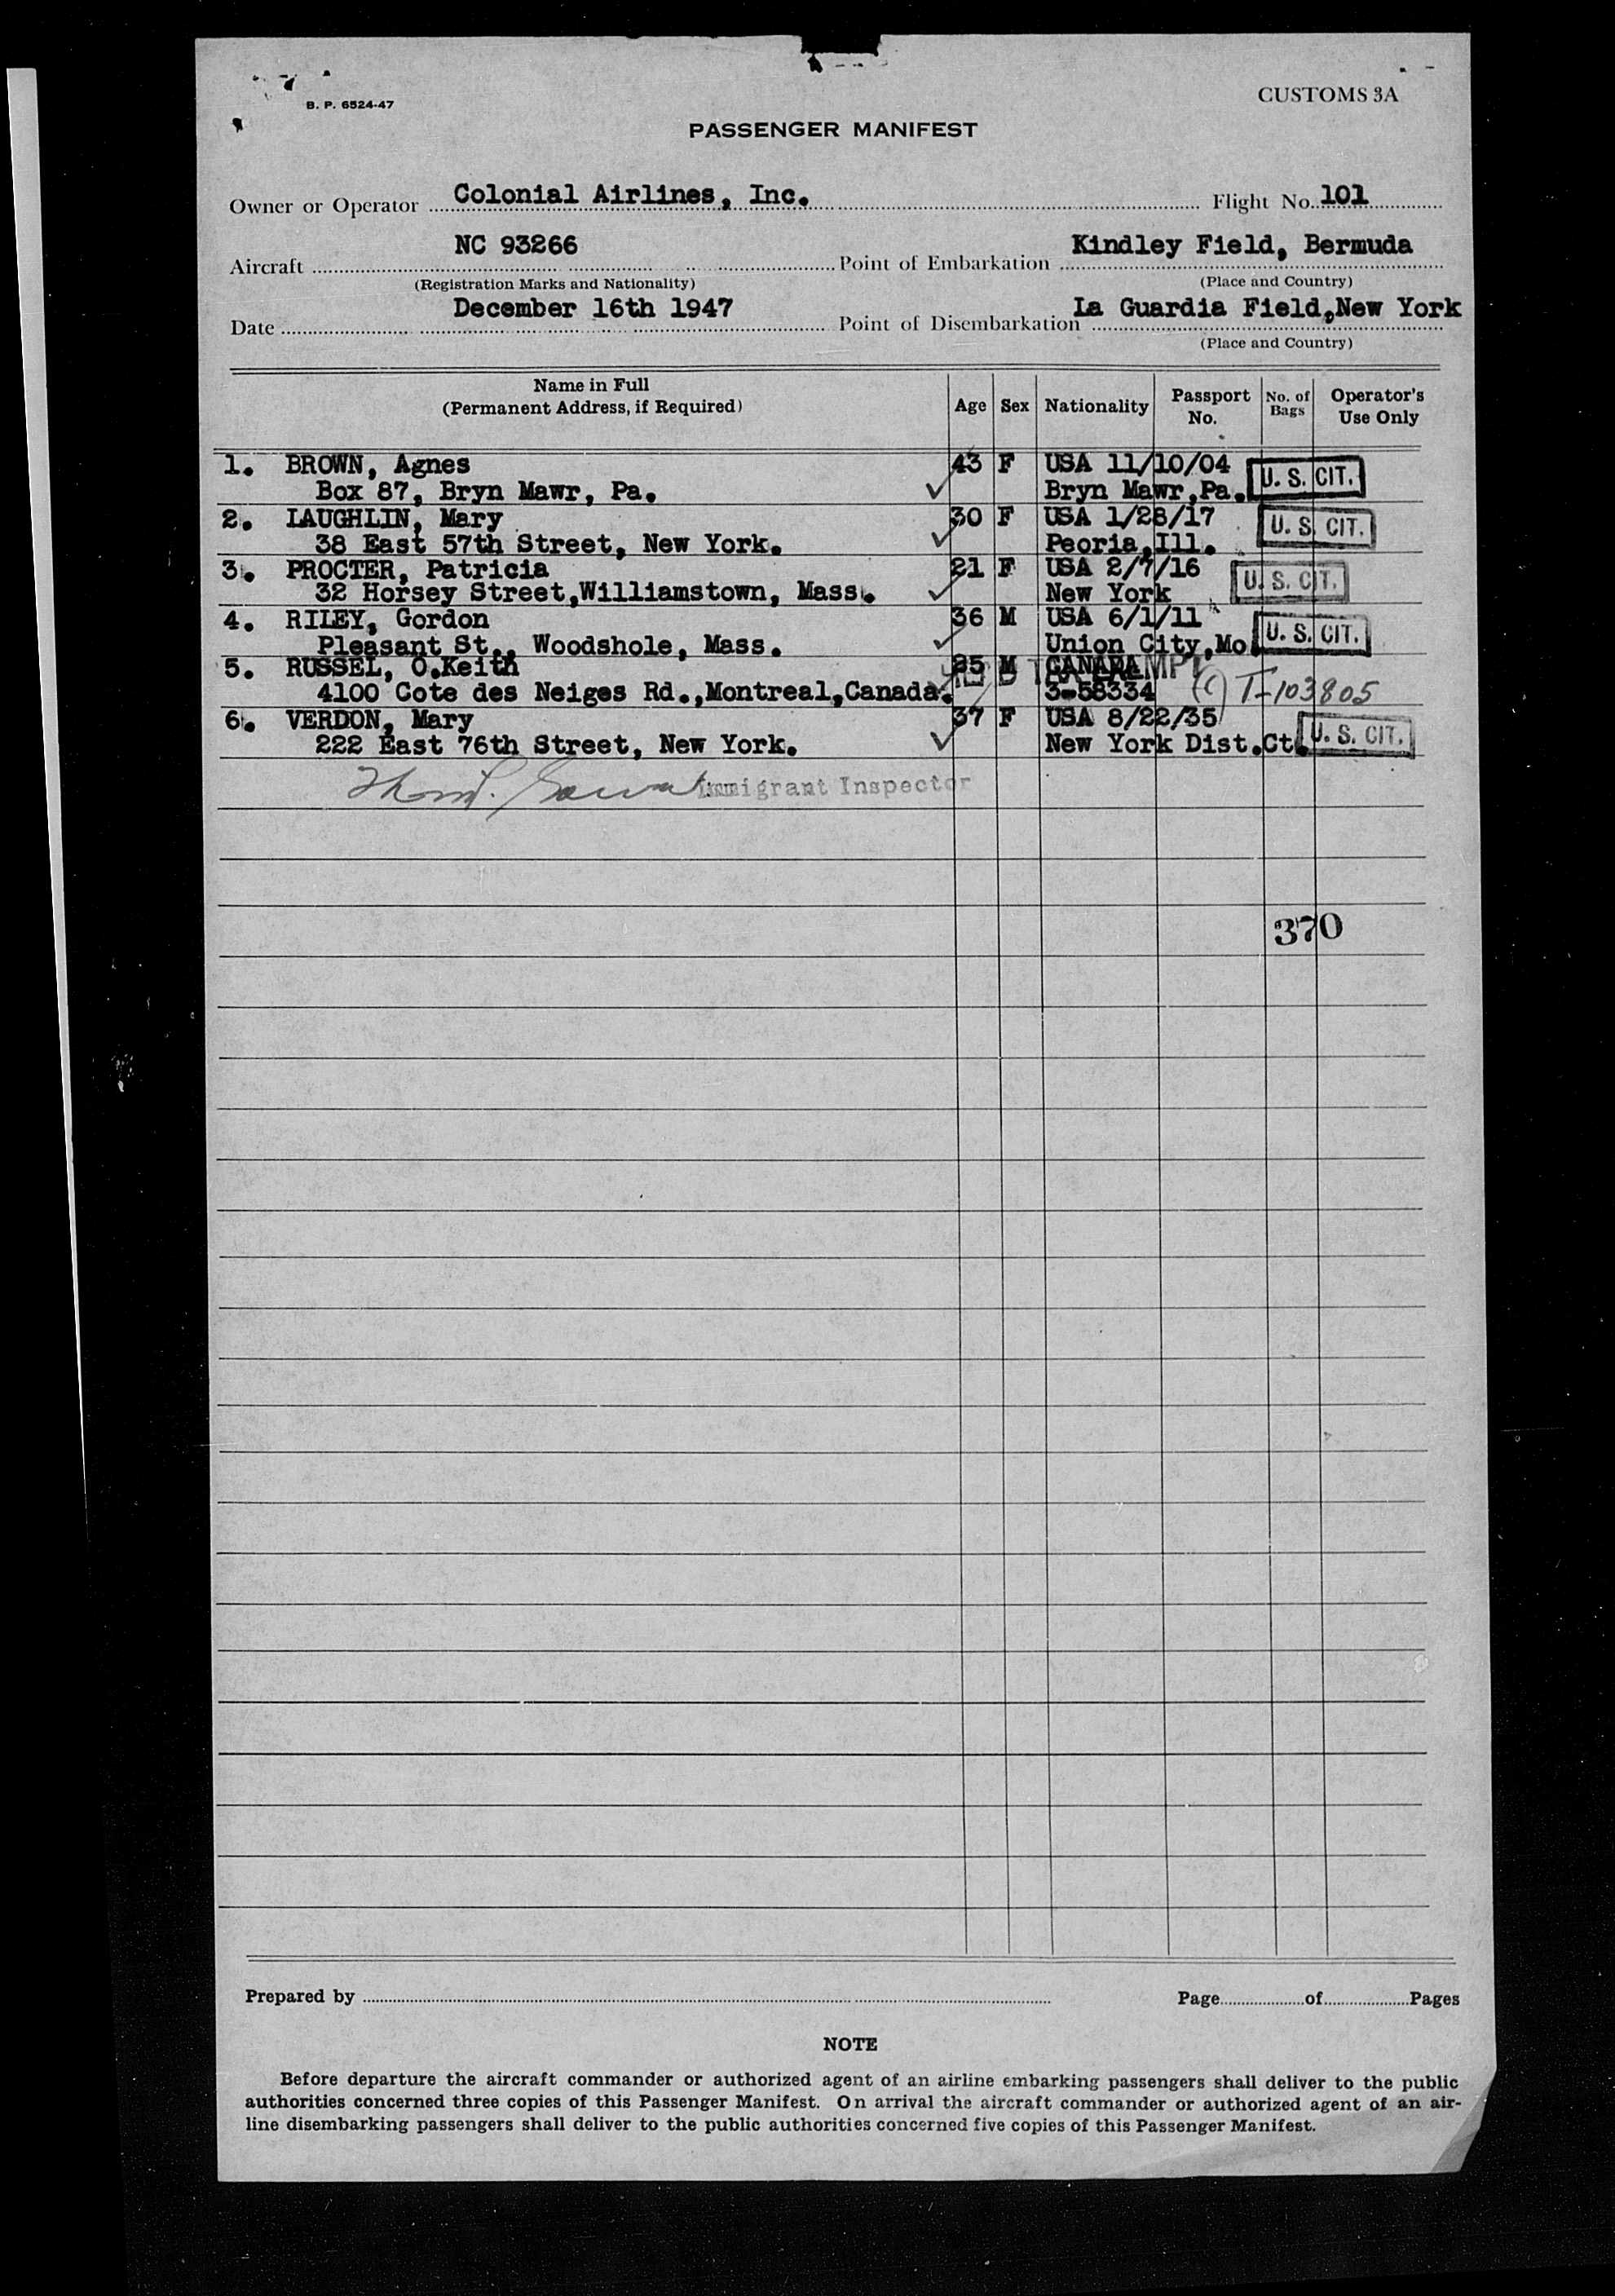 B. P. 6524-47
CUSTOMS 3A
PASSENGER MANIFEST
Owner or Operator Colonial Airlines, Inc. Flight No. 101
Aircraft NC 93266 Point of Embarkation Kindley Field, Bermuda
(Registration Marks and Nationality) (Place and Country)
Date December 16th 1947 Point of Disembarkation La Guardia Field,New York
(Place and Country)
Name in Full (Permanent Address, if Required) Age Sex Nationality Passport No. No. of Bags Operator's Use Only
1. BROWN, Agnes 43 F USA 11/10/04
Box 87, Bryn Mawr, Pa. Bryn Mawr,Pa. U. S. CIT.
2. LAUGHLIN, Mary 30 F USA 1/28/17
38 East 57th Street, New York. Peoria,Ill. U. S. CIT.
3. PROCTER, Patricia 21 F USA 2/7/16
32 Horsey Street,Williamstown, Mass. New York U. S. CIT.
4. RILEY, Gordon 36 M USA 6/1/11
Pleasant St., Woodshole, Mass. Union City,Mo. U. S. CIT.
5. RUSSEL, O.Keith M CANADA
4100 Cote des Neiges Rd.,Montreal,Canada. 3-58334 (C) T-103805
6. VERDON, Mary 37 F USA 8/22/35
222 East 76th Street, New York. New York Dist.Ct. U. S. CIT.
Immigrant Inspector
370
Prepared by Page of Pages
NOTE
Before departure the aircraft commander or authorized agent of an airline embarking passengers shall deliver to the public
authorities concerned three copies of this Passenger Manifest. On arrival the aircraft commander or authorized agent of an air-
line disembarking passengers shall deliver to the public authorities concerned five copies of this Passenger Manifest.